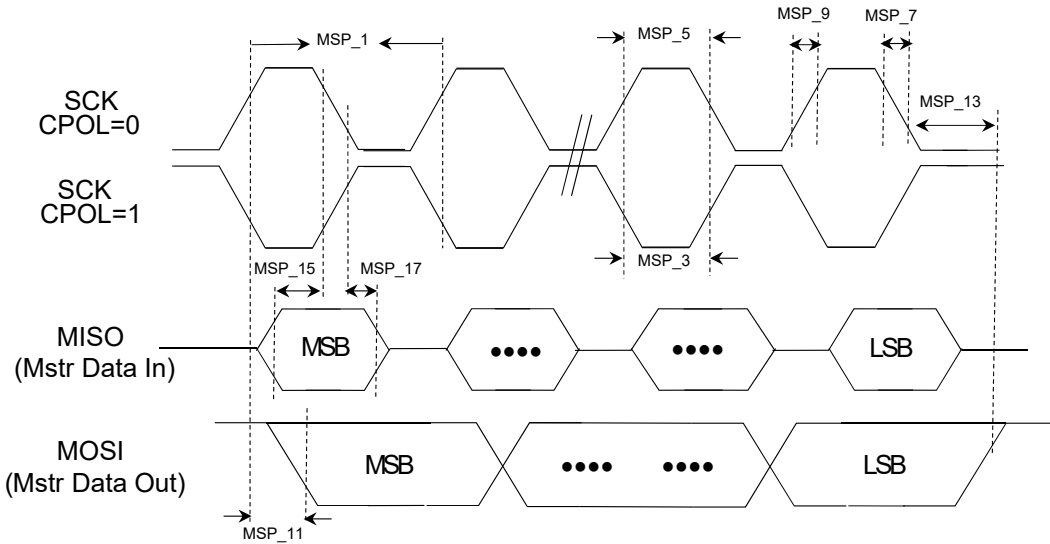 MSP_1
MSP_5
MSP_9
MSP_7
MSP_13
SCK
CPOL=0
SCK
CPOL=1
MSP_15
MSP_17
MSP_3
MISO
(Mstr Data In)
MSB
●●●●
●●●●
LSB
MOSI
(Mstr Data Out)
MSB
●●●●
●●●●
LSB
MSP_11